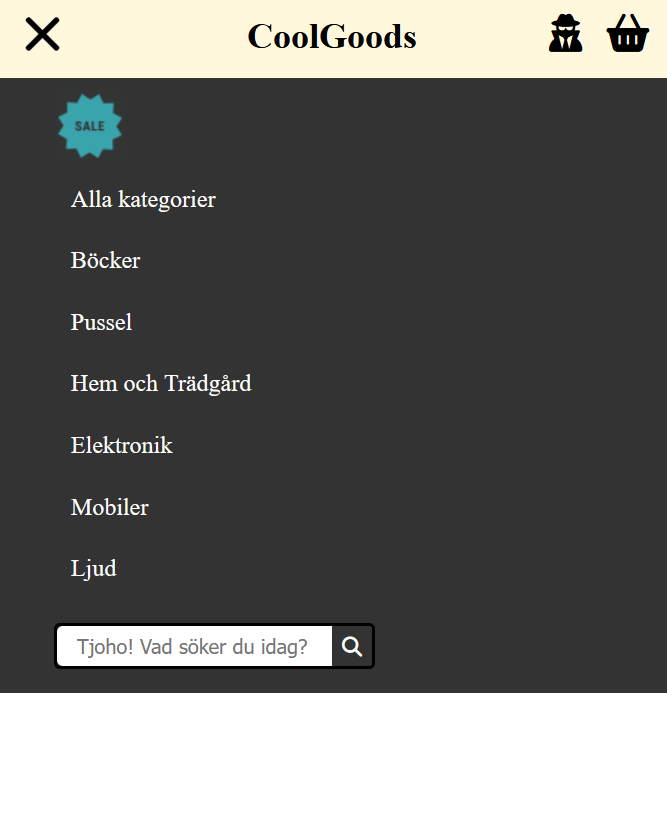 CoolGoods
SALE
Alla kategorier
Böcker
Pussel
Hem och Trädgård
Elektronik
Mobiler
Ljud
Tjoho! Vad söker du idag?